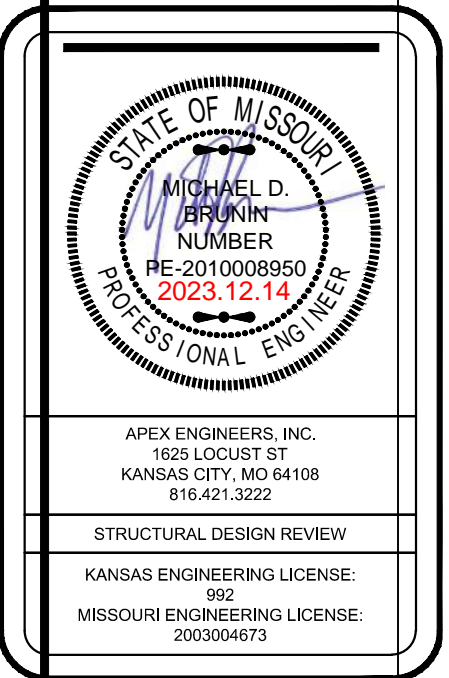 STATE OF MISSOURI
MICHAEL D.
BRUNIN
NUMBER
PE-2010008950
2023.12.14
PROFESSIONAL ENGINEER
APEX ENGINEERS, INC.
1625 LOCUST ST
KANSAS CITY, MO 64108
816.421.3222
STRUCTURAL DESIGN REVIEW
KANSAS ENGINEERING LICENSE:
992
MISSOURI ENGINEERING LICENSE:
2003004673